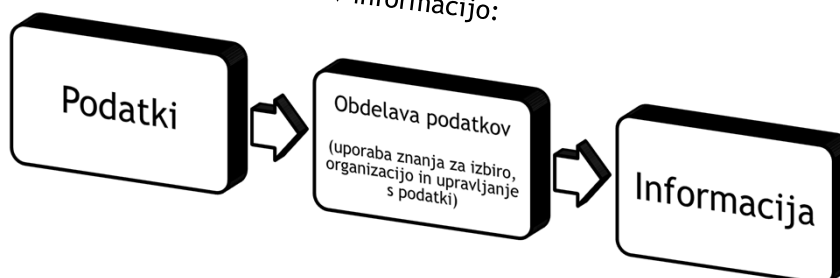 informacijo:
Podatki
Obdelava podatkov
(uporaba znanja za izbiro,
organizacijo in upravljanje
s podatki)
Informacija